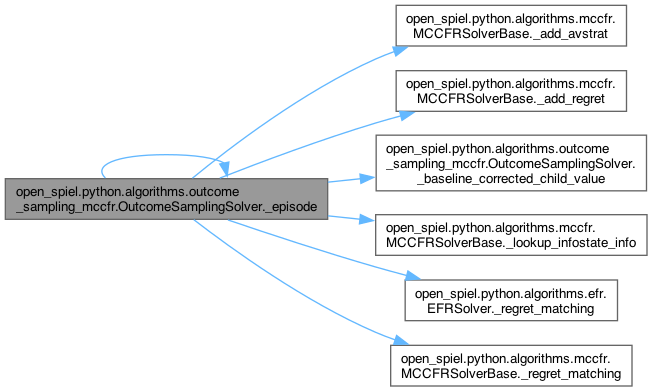 open_spiel.python.algorithms.mccfr.
MCCFRSolverBase._add_avstrat
open_spiel.python.algorithms.mccfr.
MCCFRSolverBase._add_regret
open_spiel.python.algorithms.outcome
_sampling_mccfr.OutcomeSamplingSolver.
_baseline_corrected_child_value
open_spiel.python.algorithms.outcome
_sampling_mccfr.OutcomeSamplingSolver._episode
open_spiel.python.algorithms.mccfr.
MCCFRSolverBase._lookup_infostate_info
open_spiel.python.algorithms.efr.
EFRSolver._regret_matching
open_spiel.python.algorithms.mccfr.
MCCFRSolverBase._regret_matching